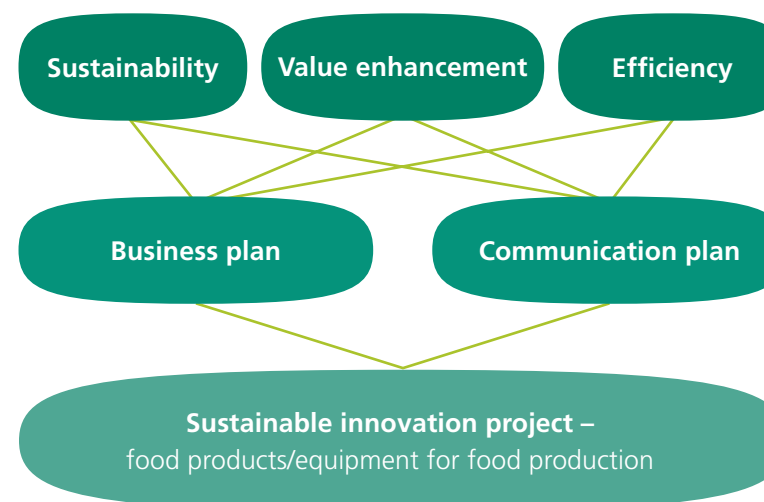 Sustainability
Value enhancement
Efficiency
Business plan
Communication plan
Sustainable innovation project –
food products/equipment for food production